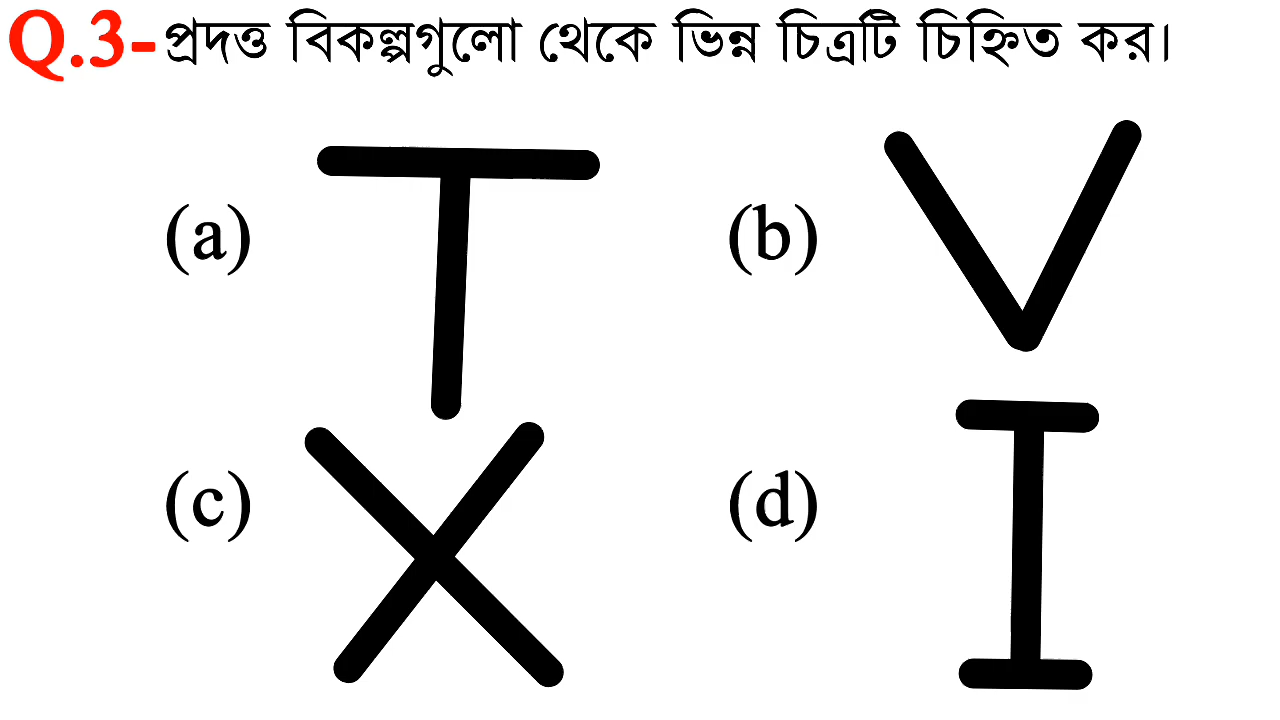 Q.3-প্রদত্ত বিকল্পগুলো থেকে ভিন্ন চিত্রটি চিহ্নিত কর।
(a) T (b) V
(c) X (d) I